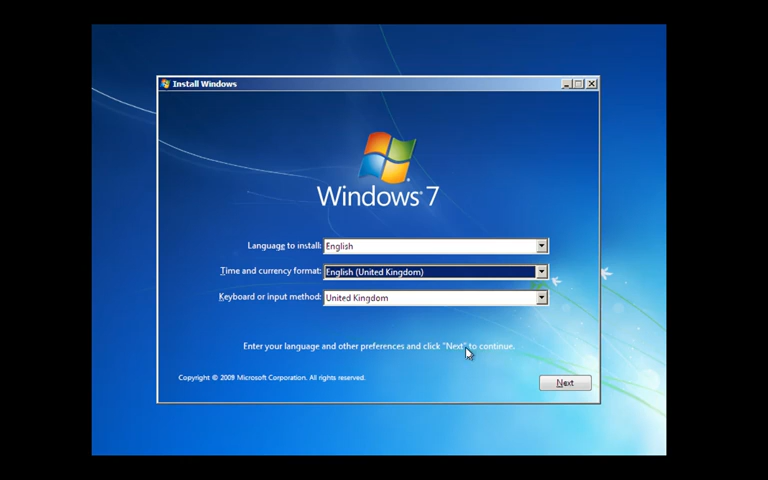 Install Windows
Windows 7
Language to install: English
Time and currency format: English (United Kingdom)
Keyboard or input method: United Kingdom
Enter your language and other preferences and click "Next" to continue.
Copyright © 2009 Microsoft Corporation. All rights reserved.
Next